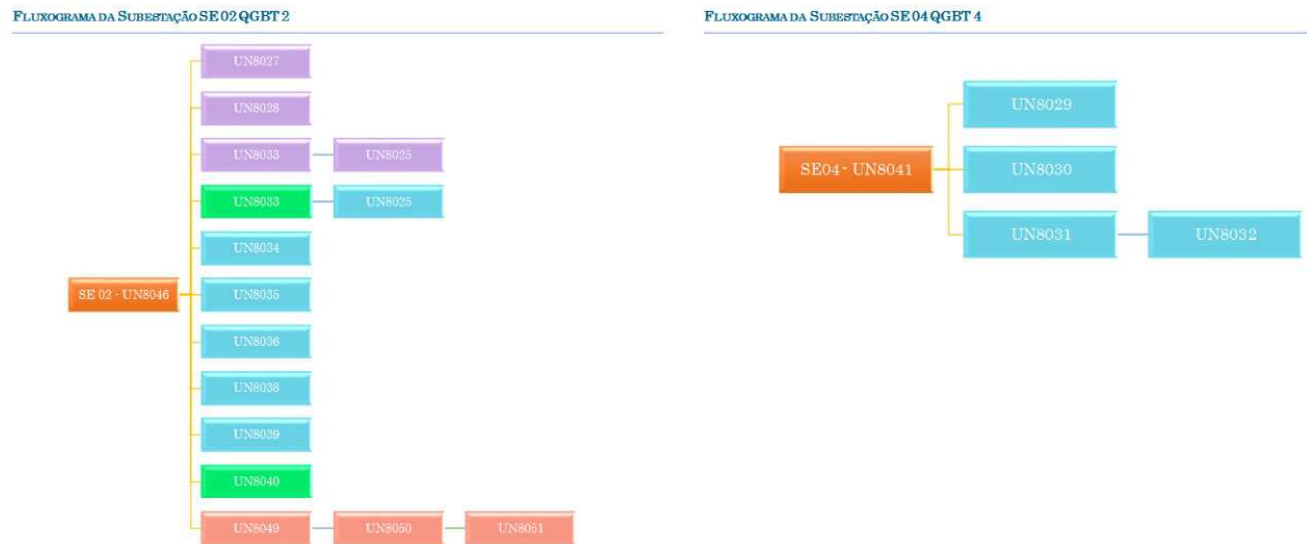 FLUXOGRAMA DA SUBESTAÇÃO SE 02 QGBT 2
UN8027
UN8028
UN8033
UN8025
UN8033
UN8025
UN8034
UN8035
SE 02 - UN8046
UN8036
UN8038
UN8039
UN8040
UN8049
UN8050
UN8051
FLUXOGRAMA DA SUBESTAÇÃO SE 04 QGBT 4
UN8029
SE04 - UN8041
UN8030
UN8031
UN8032